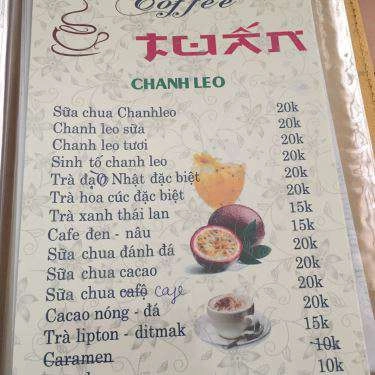 Coffee
TUẤN
CHANH LEO
Sữa chua Chanhleo 20k
Chanh leo sữa 20k
Chanh leo tươi 20k
Sinh tố chanh leo 20k
Trà đạo Nhật đặc biệt 20k
Trà hoa cúc đặc biệt 20k
Trà xanh thái lan 15k
Cafe đen - nâu 15k
Sữa chua đánh đá 20k
Sữa chua cacao 20k
Sữa chua cafê cafe 20k
Cacao nóng - đá 20k
Trà lipton - ditmak 15k
Caramen 10k
10k